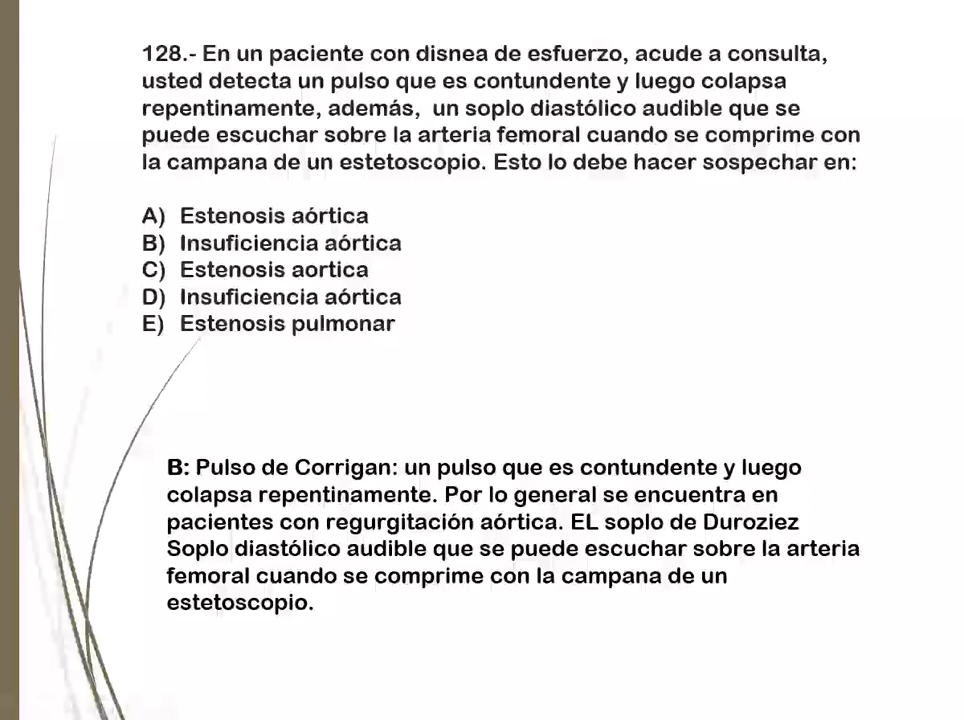 128.- En un paciente con disnea de esfuerzo, acude a consulta,
usted detecta un pulso que es contundente y luego colapsa
repentinamente, además, un soplo diastólico audible que se
puede escuchar sobre la arteria femoral cuando se comprime con
la campana de un estetoscopio. Esto lo debe hacer sospechar en:
A) Estenosis aórtica
B) Insuficiencia aórtica
C) Estenosis aortica
D) Insuficiencia aórtica
E) Estenosis pulmonar
B: Pulso de Corrigan: un pulso que es contundente y luego
colapsa repentinamente. Por lo general se encuentra en
pacientes con regurgitación aórtica. EL soplo de Duroziez
Soplo diastólico audible que se puede escuchar sobre la arteria
femoral cuando se comprime con la campana de un
estetoscopio.